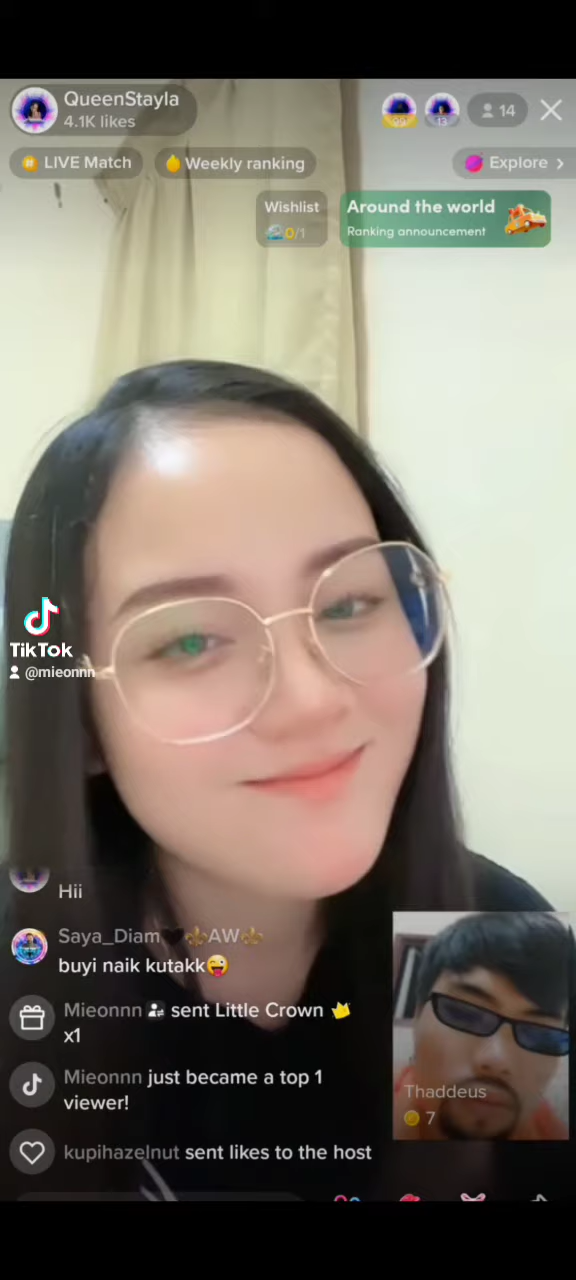 QueenStayla
4.1K likes
14
LIVE Match
Weekly ranking
Explore
Wishlist
0/1
Around the world
Ranking announcement
TikTok
@mieonnn
Hii
Saya_Diam🖤⚜️AW⚜️
buyi naik kutakk😜
Mieonnn sent Little Crown
x1
Mieonnn just became a top 1
viewer!
kupihazelnut sent likes to the host
Thaddeus
7